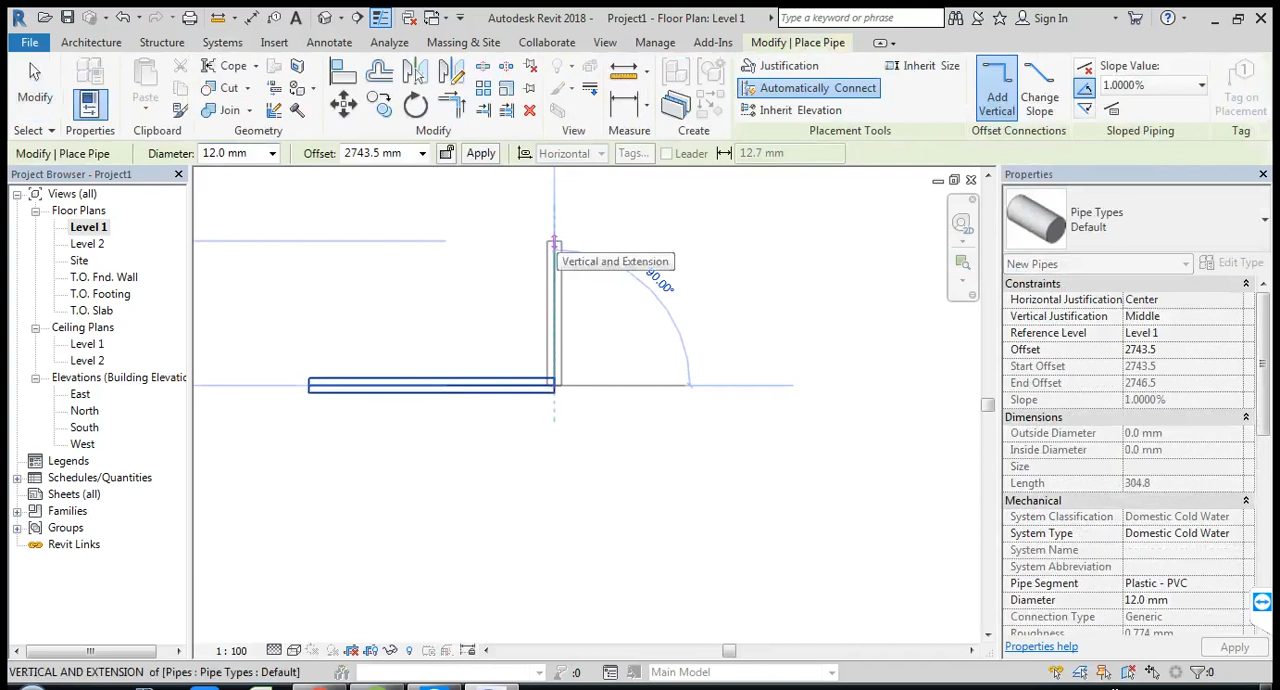 Autodesk Revit 2018 - Project1 - Floor Plan: Level 1
Type a keyword or phrase
Sign In
File
Architecture
Structure
Systems
Insert
Annotate
Analyze
Massing & Site
Collaborate
View
Manage
Add-Ins
Modify | Place Pipe
Modify
Paste
Cope
Cut
Join
Justification
Automatically Connect
Inherit Elevation
Inherit Size
Add
Vertical
Change
Slope
Slope Value:
1.0000%
Tag on
Placement
Select
Properties
Clipboard
Geometry
Modify
View
Measure
Create
Placement Tools
Offset Connections
Sloped Piping
Tag
Modify | Place Pipe
Diameter: 12.0 mm
Offset: 2743.5 mm
Apply
Horizontal
Tags...
Leader
12.7 mm
Project Browser - Project1
Views (all)
Floor Plans
Level 1
Level 2
Site
T.O. Fnd. Wall
T.O. Footing
T.O. Slab
Ceiling Plans
Level 1
Level 2
Elevations (Building Elevatic
East
North
South
West
Legends
Schedules/Quantities
Sheets (all)
Families
Groups
Revit Links
Vertical and Extension
90.00°
2D
Properties
Pipe Types
Default
New Pipes
Edit Type
Constraints
Horizontal Justification Center
Vertical Justification Middle
Reference Level Level 1
Offset 2743.5
Start Offset 2743.5
End Offset 2746.5
Slope 1.0000%
Dimensions
Outside Diameter 0.0 mm
Inside Diameter 0.0 mm
Size
Length 304.8
Mechanical
System Classification Domestic Cold Water
System Type Domestic Cold Water
System Name
System Abbreviation
Pipe Segment Plastic - PVC
Diameter 12.0 mm
Connection Type Generic
Roughness 0.774 mm
Properties help
Apply
1 : 100
VERTICAL AND EXTENSION of [Pipes : Pipe Types : Default]
:0
Main Model
:0